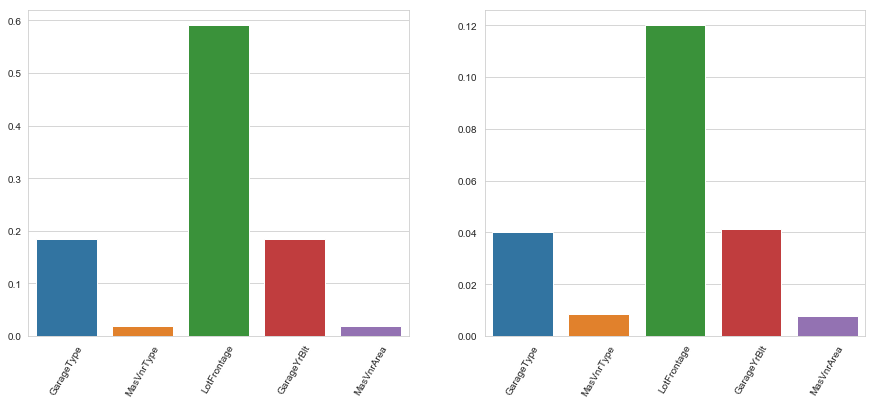 0.6
0.5
0.4
0.3
0.2
0.1
0.0
GarageType
MasVnrType
LotFrontage
GarageYrBlt
MasVnrArea
0.12
0.10
0.08
0.06
0.04
0.02
0.00
GarageType
MasVnrType
LotFrontage
GarageYrBlt
MasVnrArea